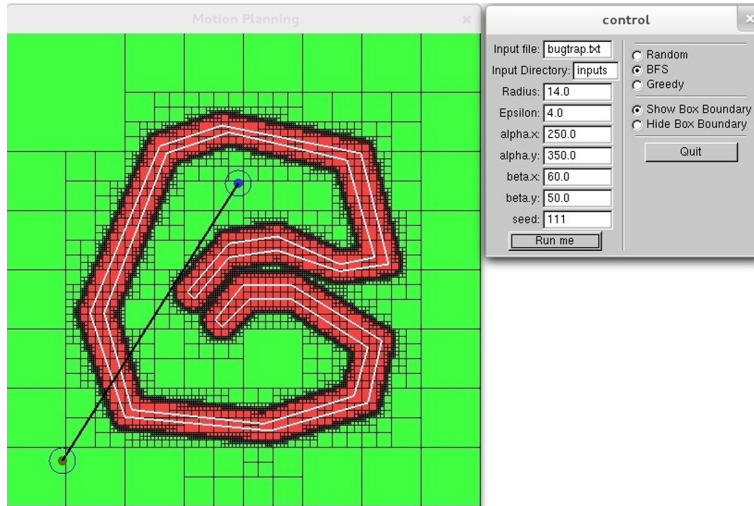 Motion Planning
control
Input file: bugtrap.txt
Input Directory: inputs
Radius: 14.0
Epsilon: 4.0
alpha.x: 250.0
alpha.y: 350.0
beta.x: 60.0
beta.y: 50.0
seed: 111
Run me
Random
BFS
Greedy
Show Box Boundary
Hide Box Boundary
Quit